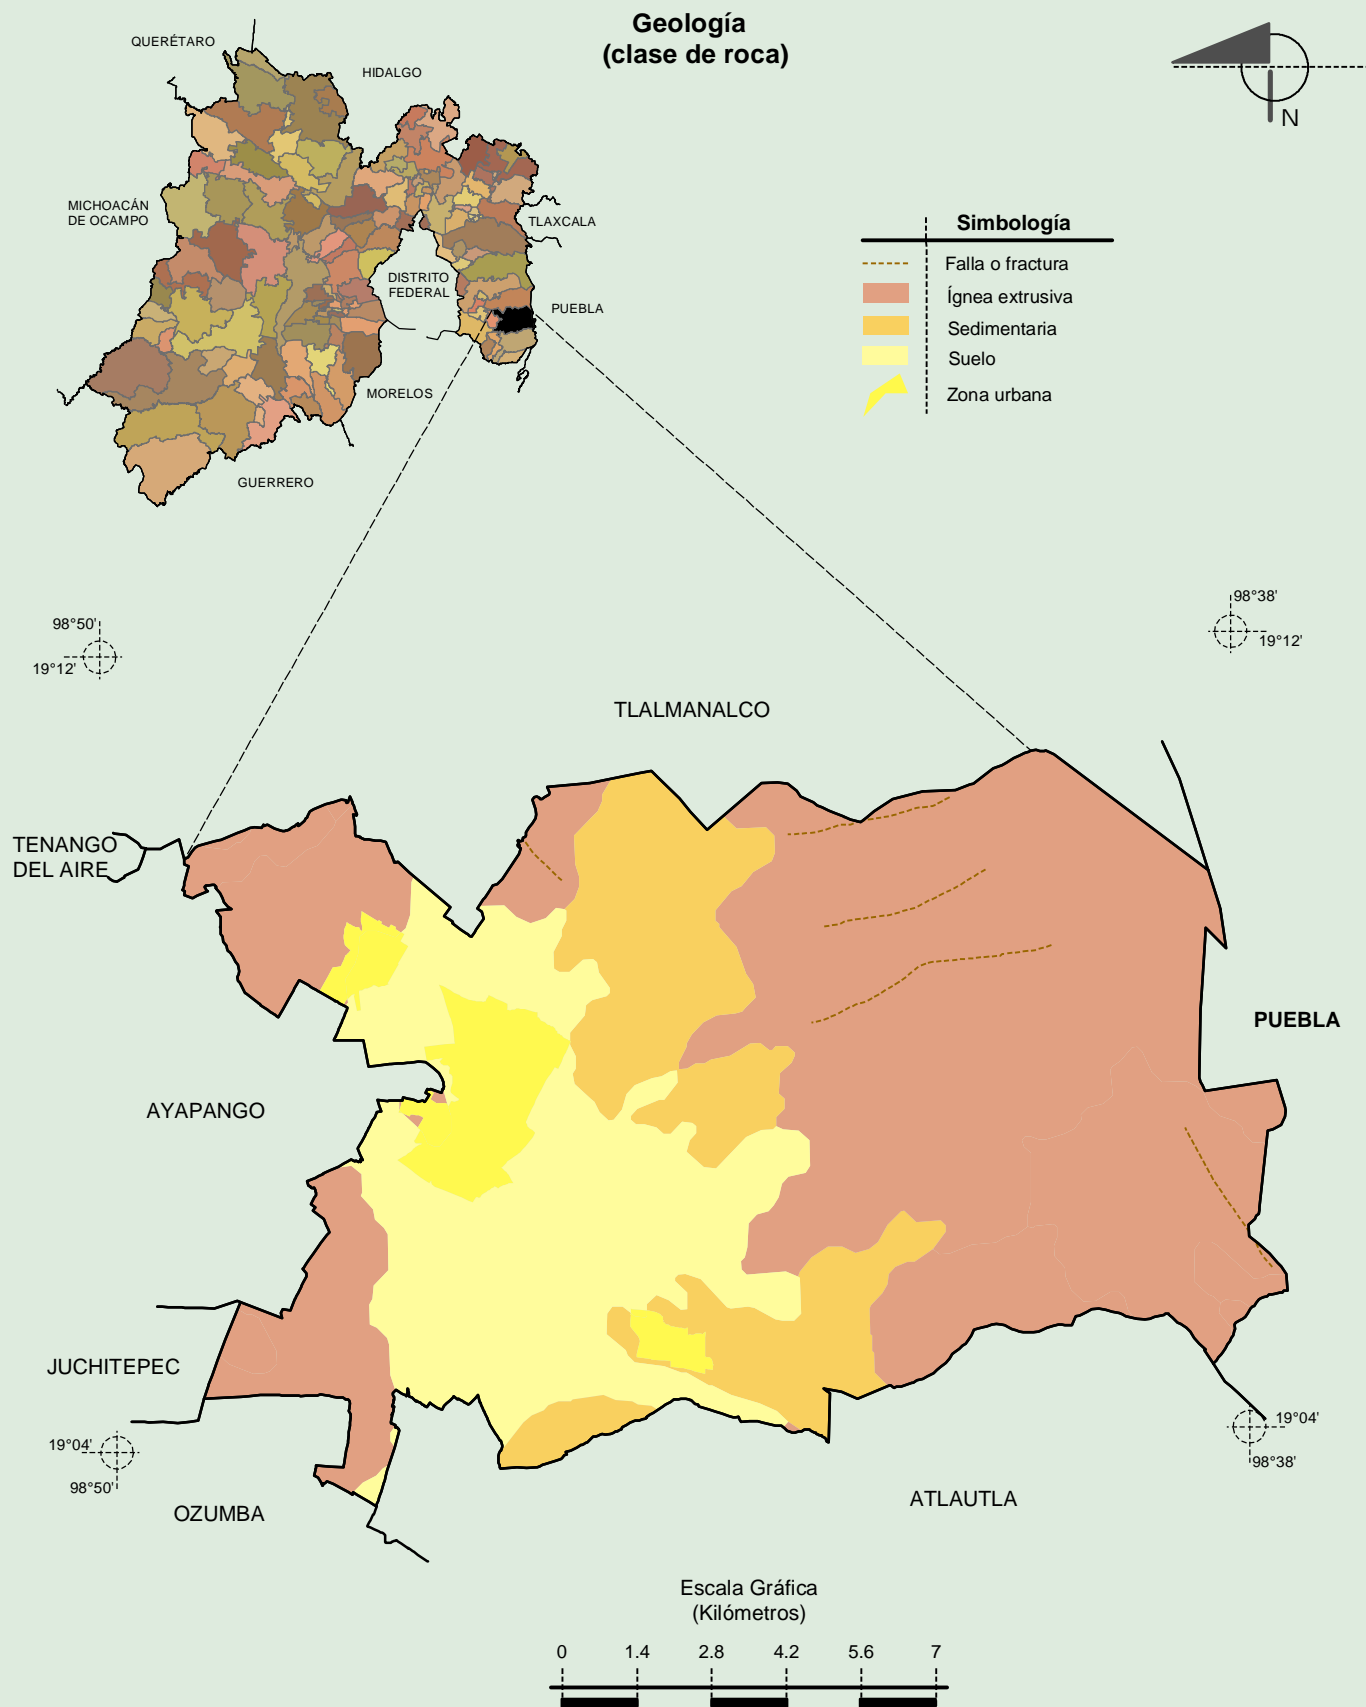 Geología
(clase de roca)
QUERÉTARO
HIDALGO
N
MICHOACÁN
DE OCAMPO
TLAXCALA
DISTRITO
FEDERAL
PUEBLA
MORELOS
GUERRERO
Simbología
Falla o fractura
Ígnea extrusiva
Sedimentaria
Suelo
Zona urbana
98°50'
19°12'
98°38'
19°12'
TLALMANALCO
TENANGO
DEL AIRE
PUEBLA
AYAPANGO
JUCHITEPEC
19°04'
98°50'
19°04'
98°38'
OZUMBA
ATLAUTLA
Escala Gráfica
(Kilómetros)
0 1.4 2.8 4.2 5.6 7